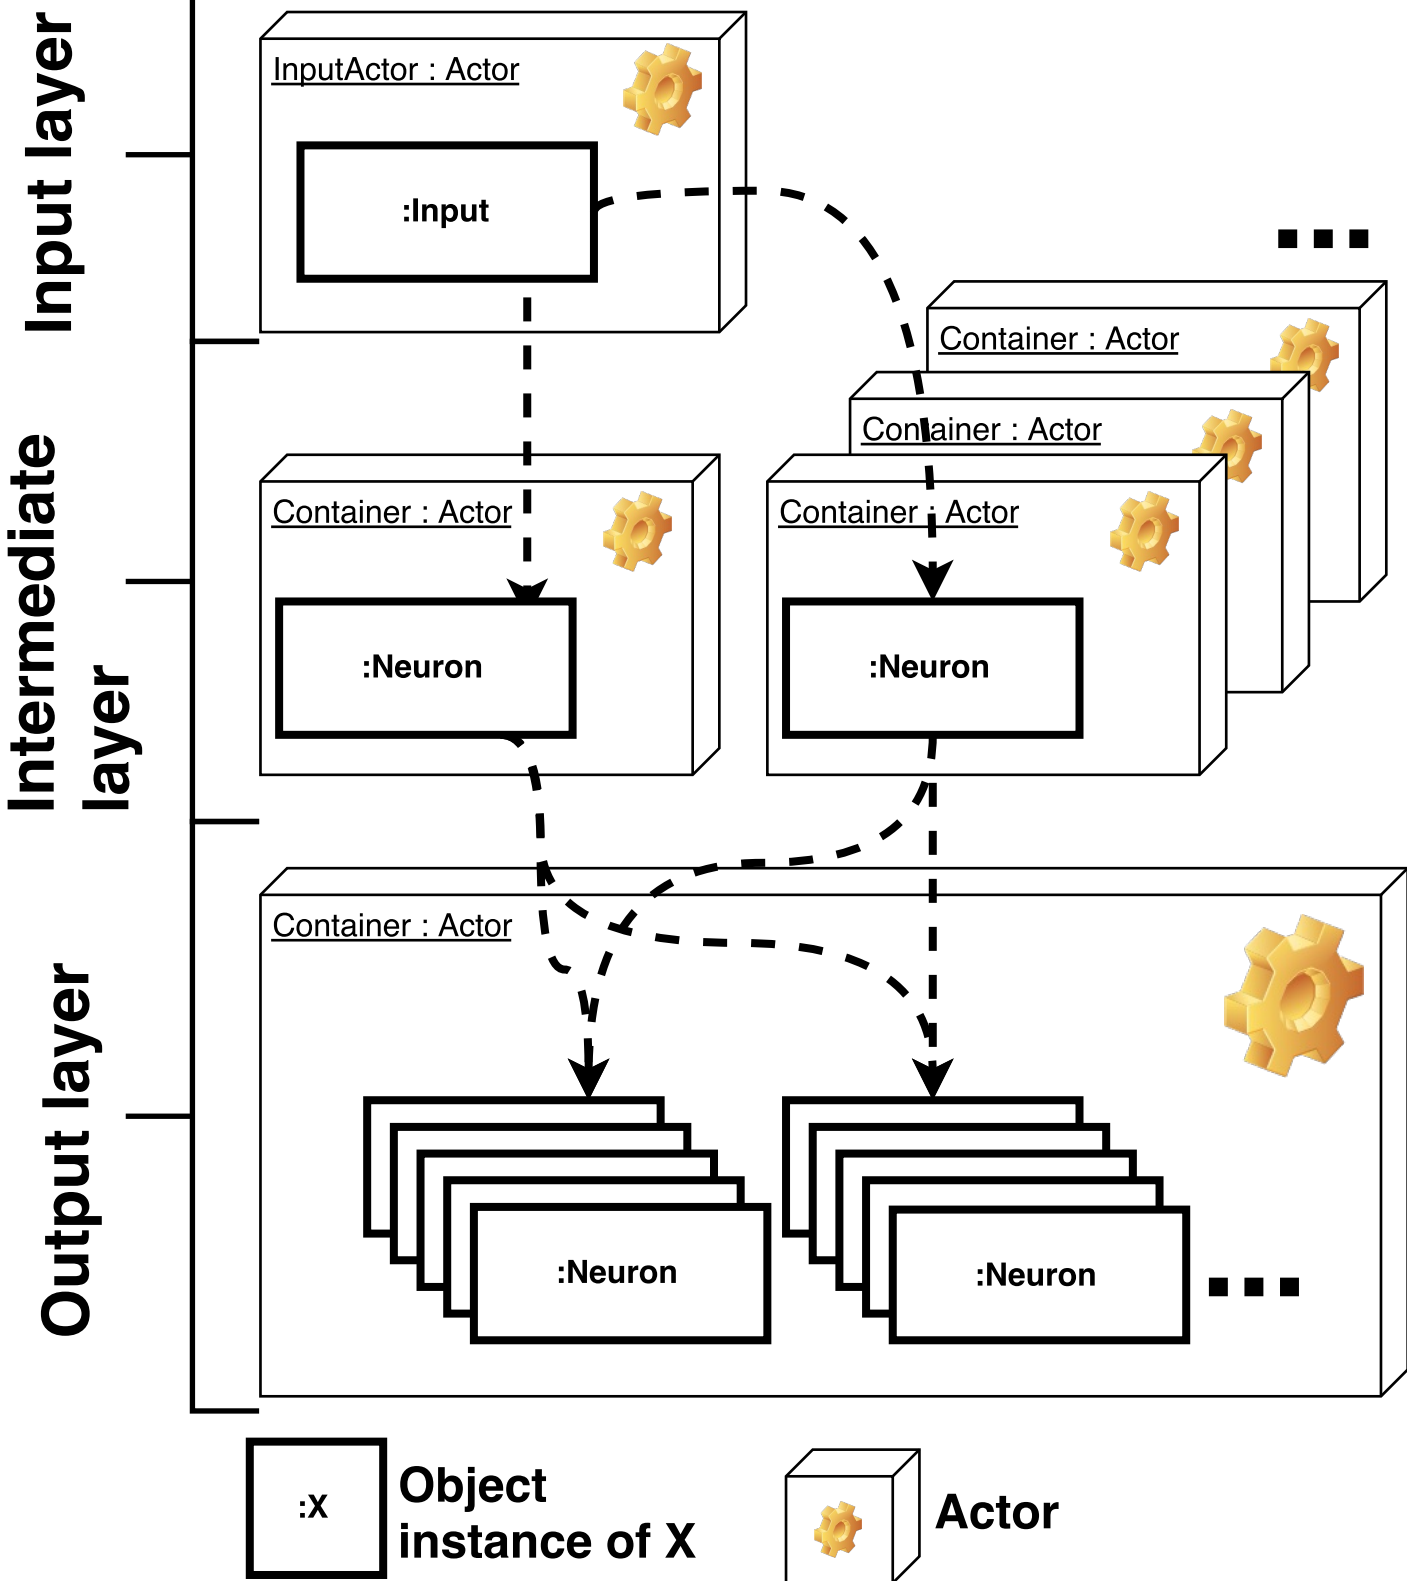 Input layer
InputActor : Actor
:Input
Container : Actor
Container : Actor
Intermediate
layer
Container : Actor
Container : Actor
:Neuron
:Neuron
Output layer
Container : Actor
:Neuron
:Neuron
:X
Object
instance of X
Actor